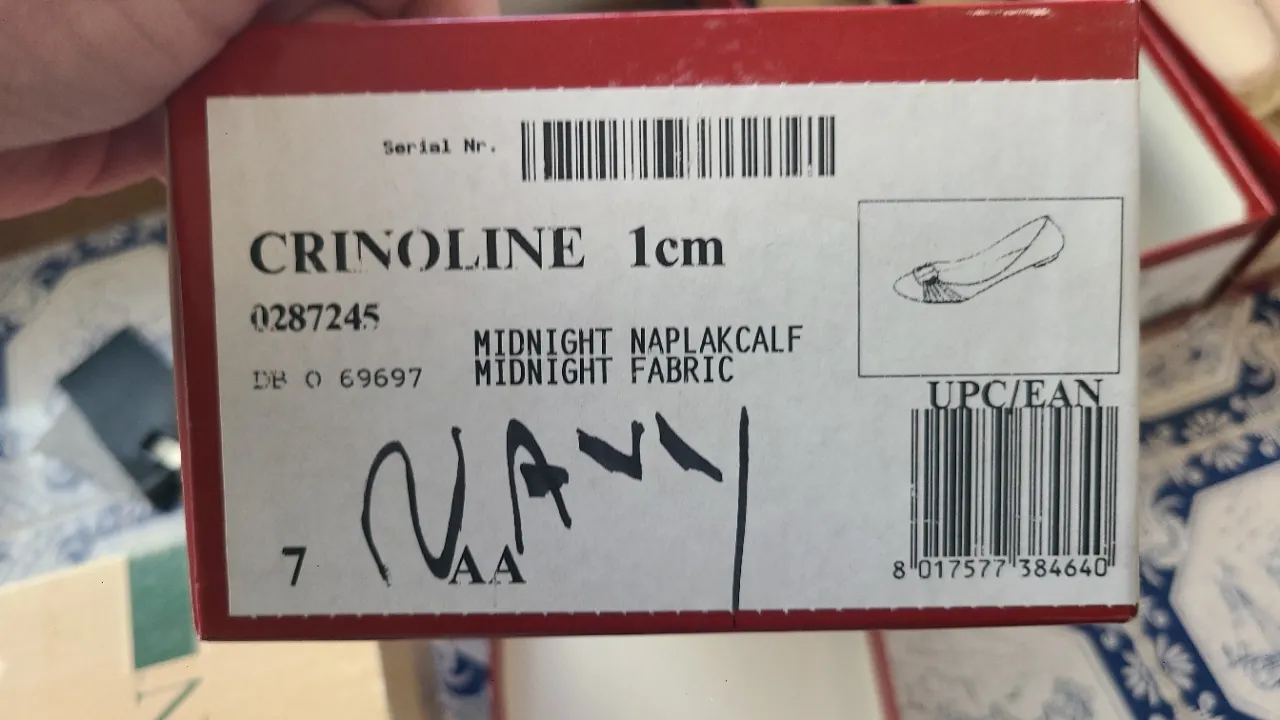 Serial Nr.
CRINOLINE 1cm
0287245
MIDNIGHT NAPLAKCALF
DB 0 69697 MIDNIGHT FABRIC
UPC/EAN
NAVY
7 AA
8 017577 384640